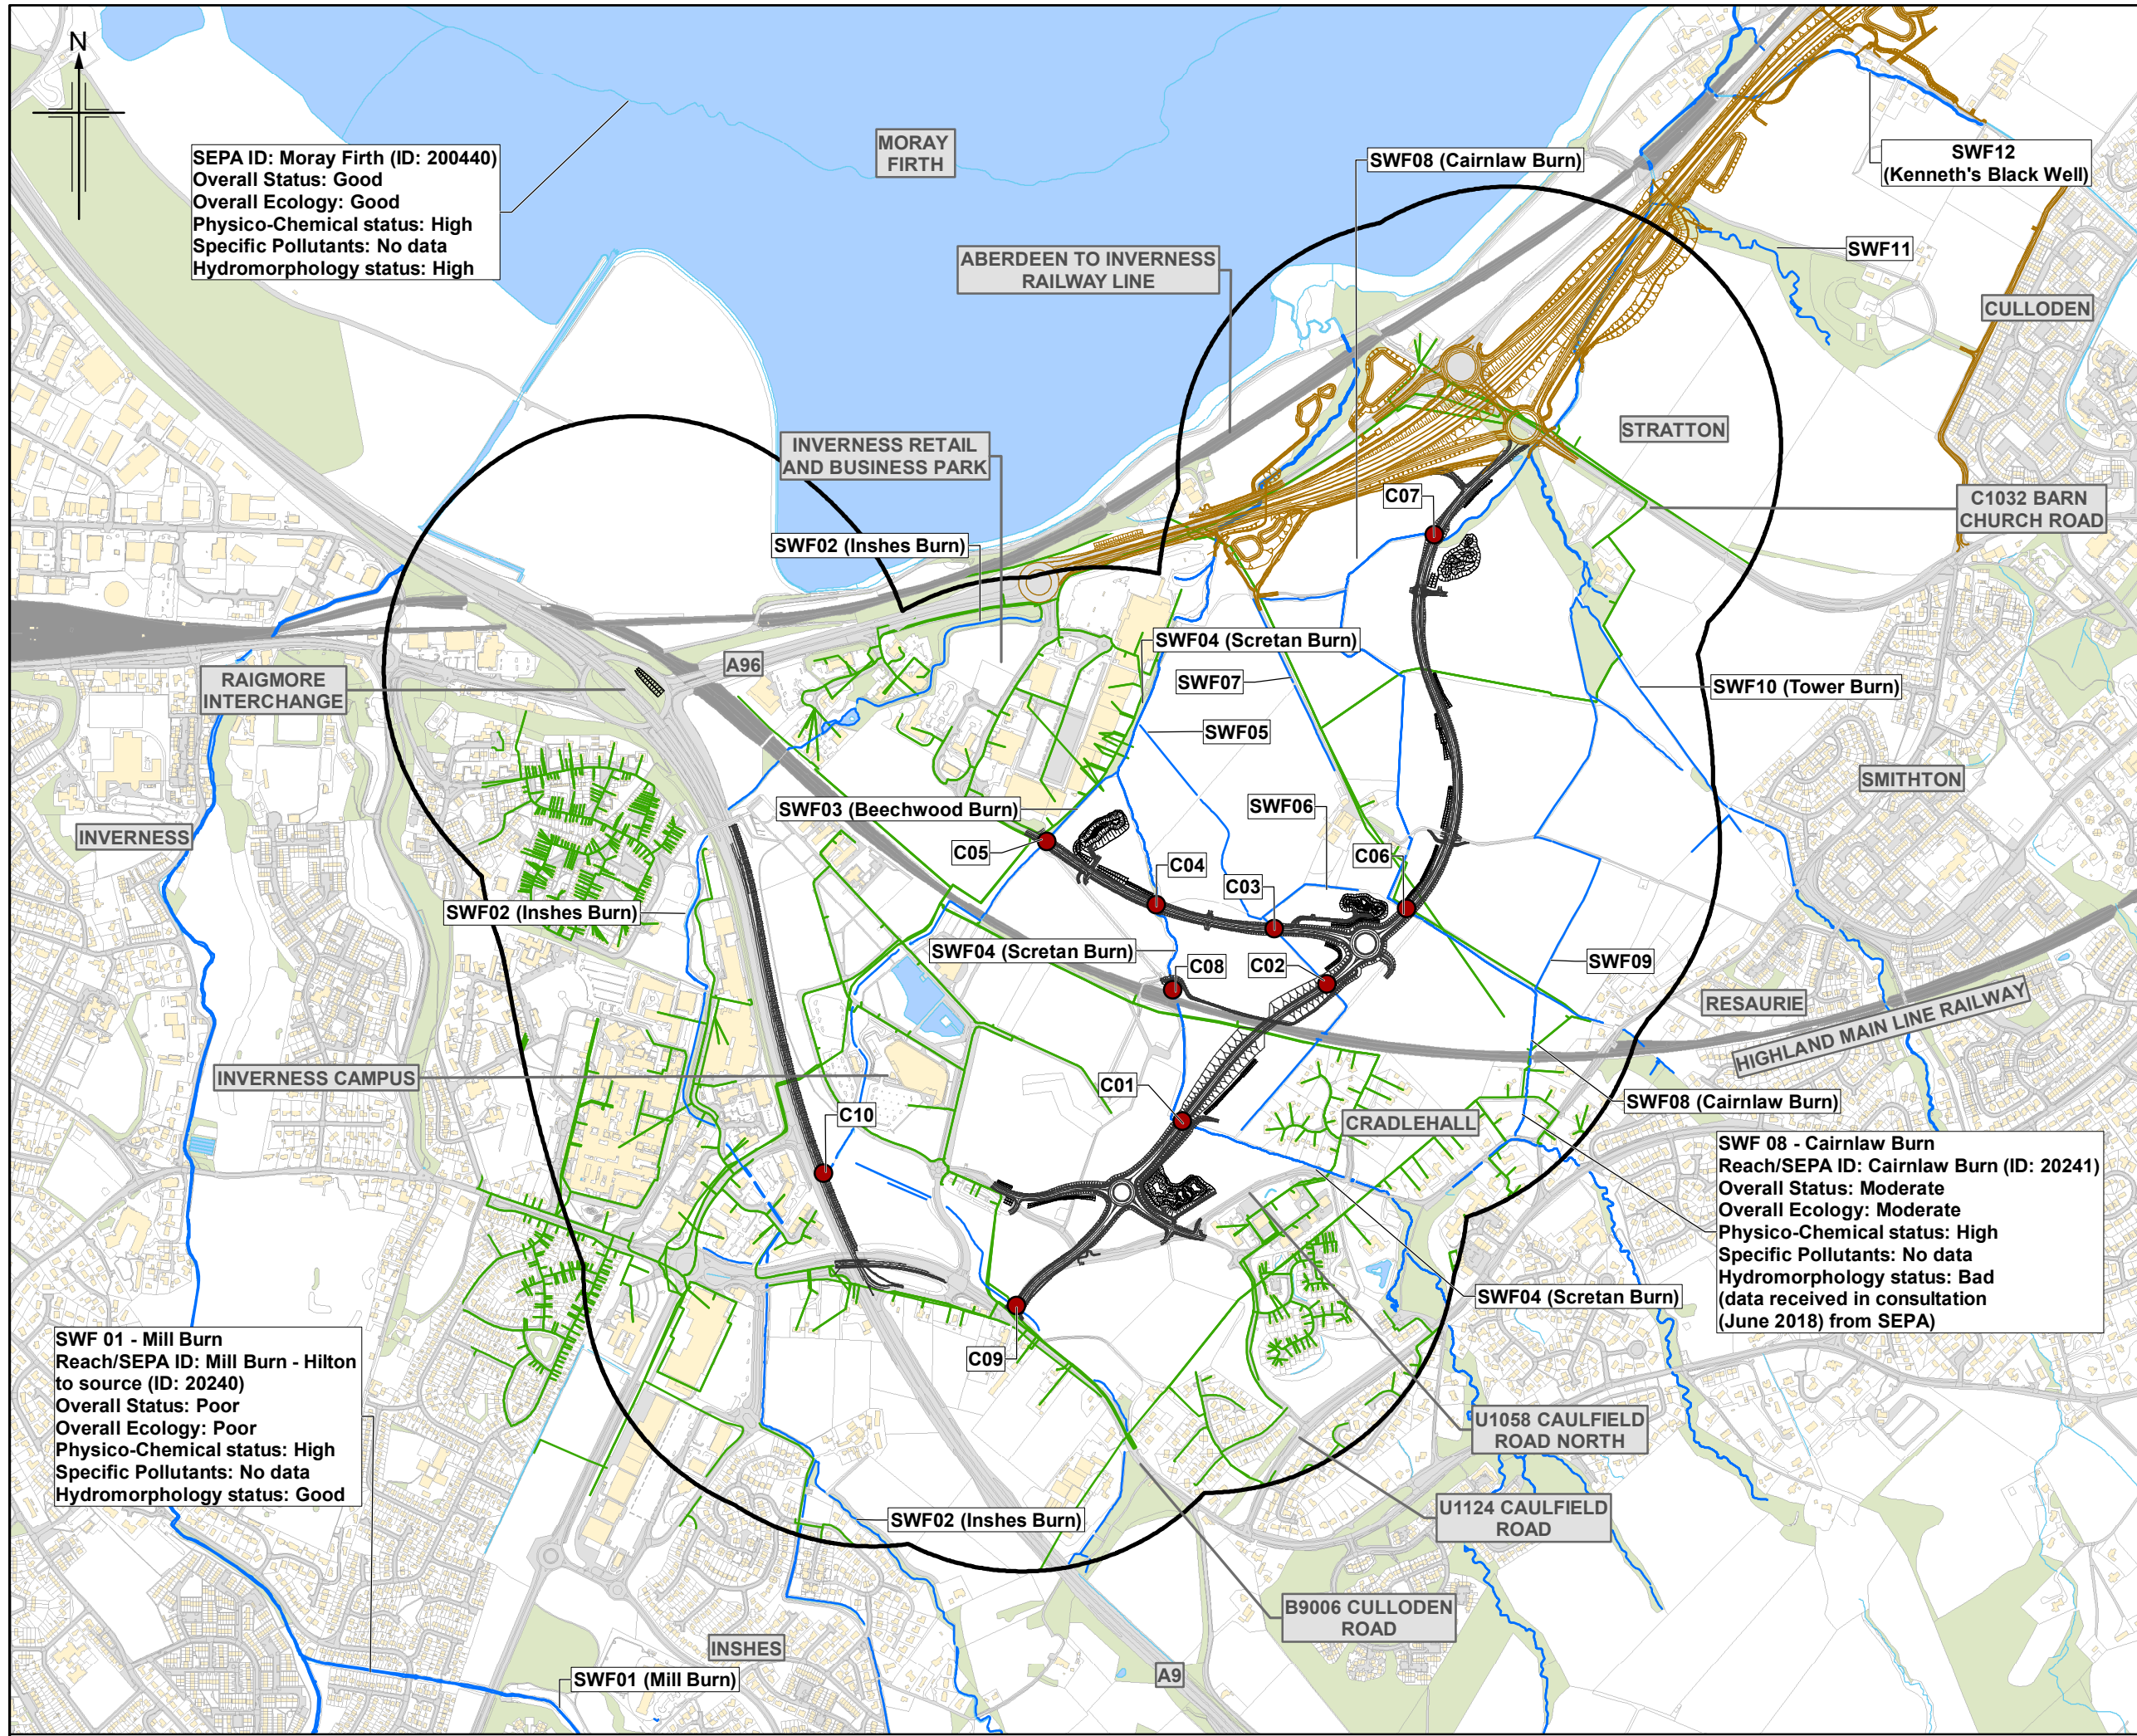 N
SEPA ID: Moray Firth (ID: 200440)
Overall Status: Good
Overall Ecology: Good
Physico-Chemical status: High
Specific Pollutants: No data
Hydromorphology status: High
MORAY
FIRTH
SWF08 (Cairnlaw Burn)
SWF12
(Kenneth's Black Well)
SWF11
ABERDEEN TO INVERNESS
RAILWAY LINE
CULLODEN
STRATTON
INVERNESS RETAIL
AND BUSINESS PARK
C07
C1032 BARN
CHURCH ROAD
SWF02 (Inshes Burn)
SWF04 (Scretan Burn)
A96
RAIGMORE
INTERCHANGE
SWF07
SWF10 (Tower Burn)
SWF05
SMITHTON
SWF03 (Beechwood Burn)
SWF06
INVERNESS
C05
C06
C04
C03
SWF02 (Inshes Burn)
SWF04 (Scretan Burn)
C08
C02
SWF09
RESAURIE
HIGHLAND MAIN LINE RAILWAY
INVERNESS CAMPUS
C01
SWF08 (Cairnlaw Burn)
C10
CRADLEHALL
SWF 08 - Cairnlaw Burn
Reach/SEPA ID: Cairnlaw Burn (ID: 20241)
Overall Status: Moderate
Overall Ecology: Moderate
Physico-Chemical status: High
Specific Pollutants: No data
Hydromorphology status: Bad
(data received in consultation
(June 2018) from SEPA)
SWF04 (Scretan Burn)
SWF 01 - Mill Burn
Reach/SEPA ID: Mill Burn - Hilton
to source (ID: 20240)
Overall Status: Poor
Overall Ecology: Poor
Physico-Chemical status: High
Specific Pollutants: No data
Hydromorphology status: Good
C09
U1058 CAULFIELD
ROAD NORTH
U1124 CAULFIELD
ROAD
SWF02 (Inshes Burn)
B9006 CULLODEN
ROAD
INSHES
A9
SWF01 (Mill Burn)